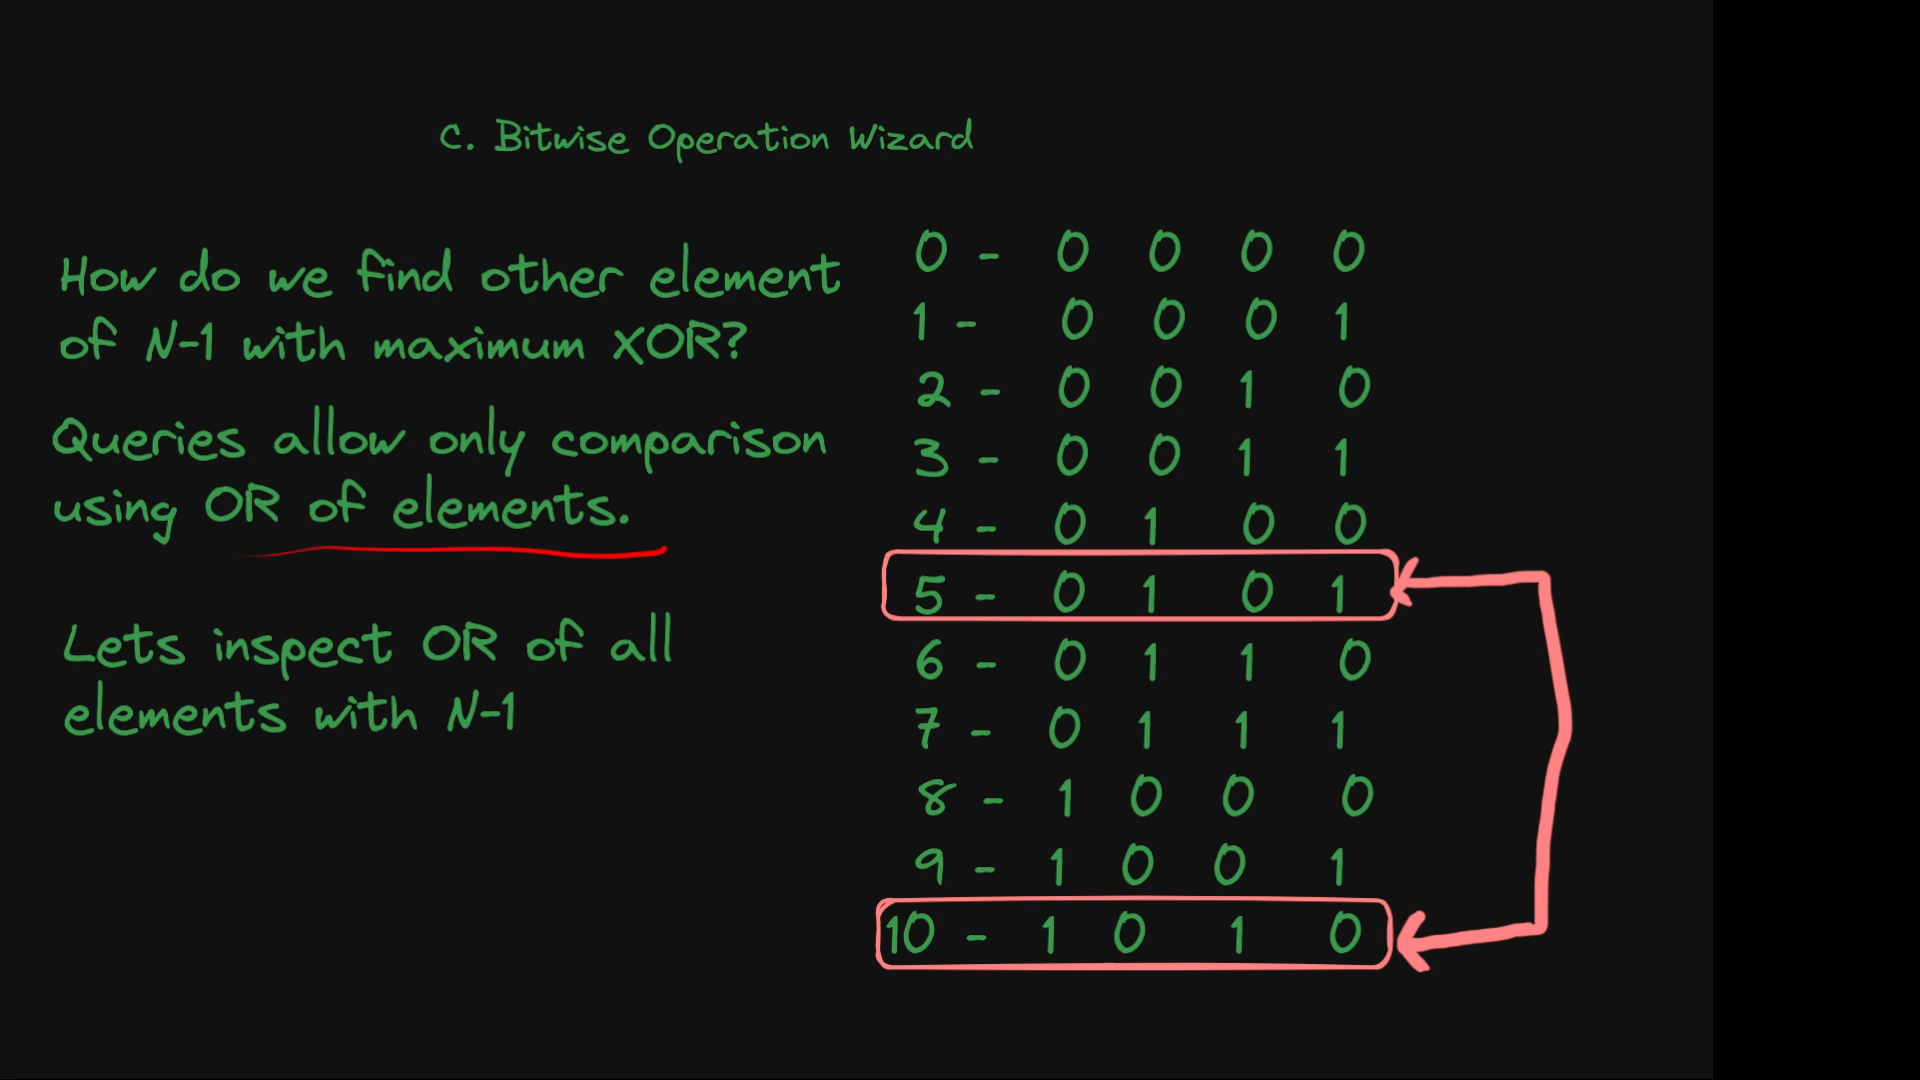 C. Bitwise Operation Wizard
How do we find other element
of N-1 with maximum XOR?
Queries allow only comparison
using OR of elements.
Lets inspect OR of all
elements with N-1
0 - 0 0 0 0
1 - 0 0 0 1
2 - 0 0 1 0
3 - 0 0 1 1
4 - 0 1 0 0
5 - 0 1 0 1
6 - 0 1 1 0
7 - 0 1 1 1
8 - 1 0 0 0
9 - 1 0 0 1
10 - 1 0 1 0